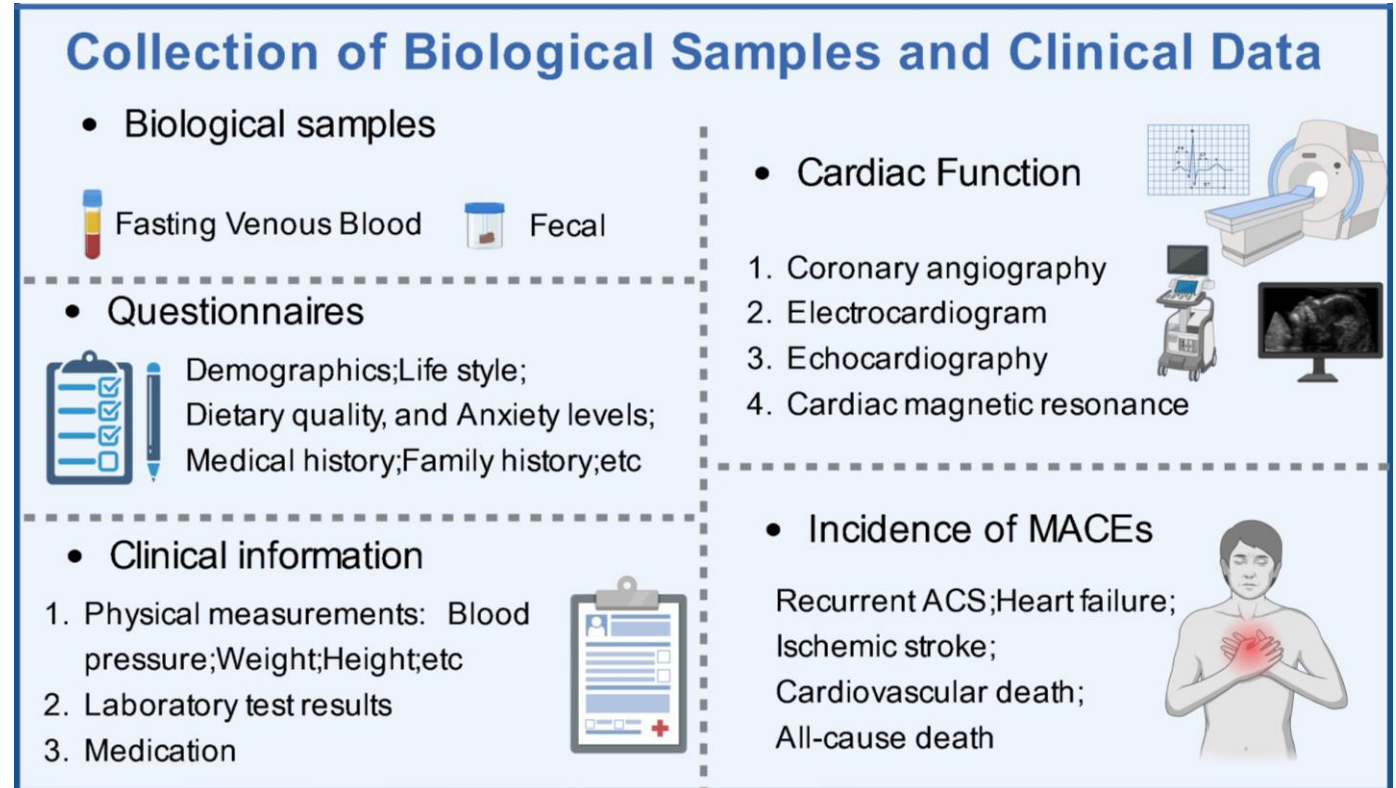 Collection of Biological Samples and Clinical Data
• Biological samples
Fasting Venous Blood
Fecal
• Questionnaires
Demographics;Life style;
Dietary quality, and Anxiety levels;
Medical history;Family history;etc
• Clinical information
1. Physical measurements: Blood
pressure;Weight;Height;etc
2. Laboratory test results
3. Medication
• Cardiac Function
1. Coronary angiography
2. Electrocardiogram
3. Echocardiography
4. Cardiac magnetic resonance
• Incidence of MACEs
Recurrent ACS;Heart failure;
Ischemic stroke;
Cardiovascular death;
All-cause death